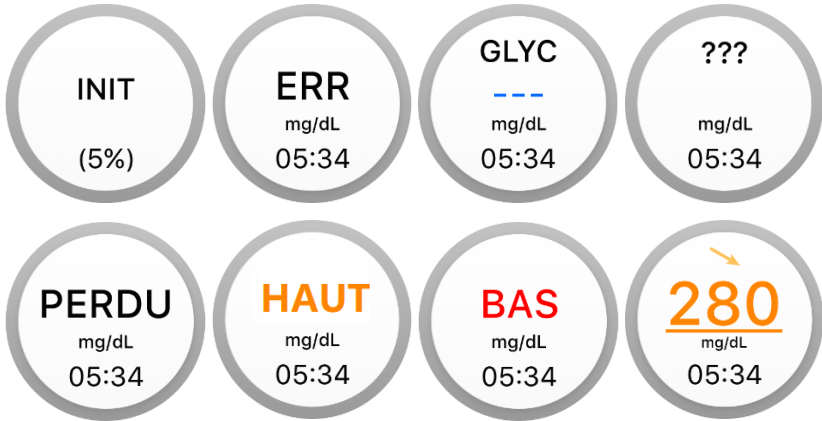 INIT
(5%)
ERR
mg/dL
05:34
GLYC
---
mg/dL
05:34
???
mg/dL
05:34
PERDU
mg/dL
05:34
HAUT
mg/dL
05:34
BAS
mg/dL
05:34
280
mg/dL
05:34